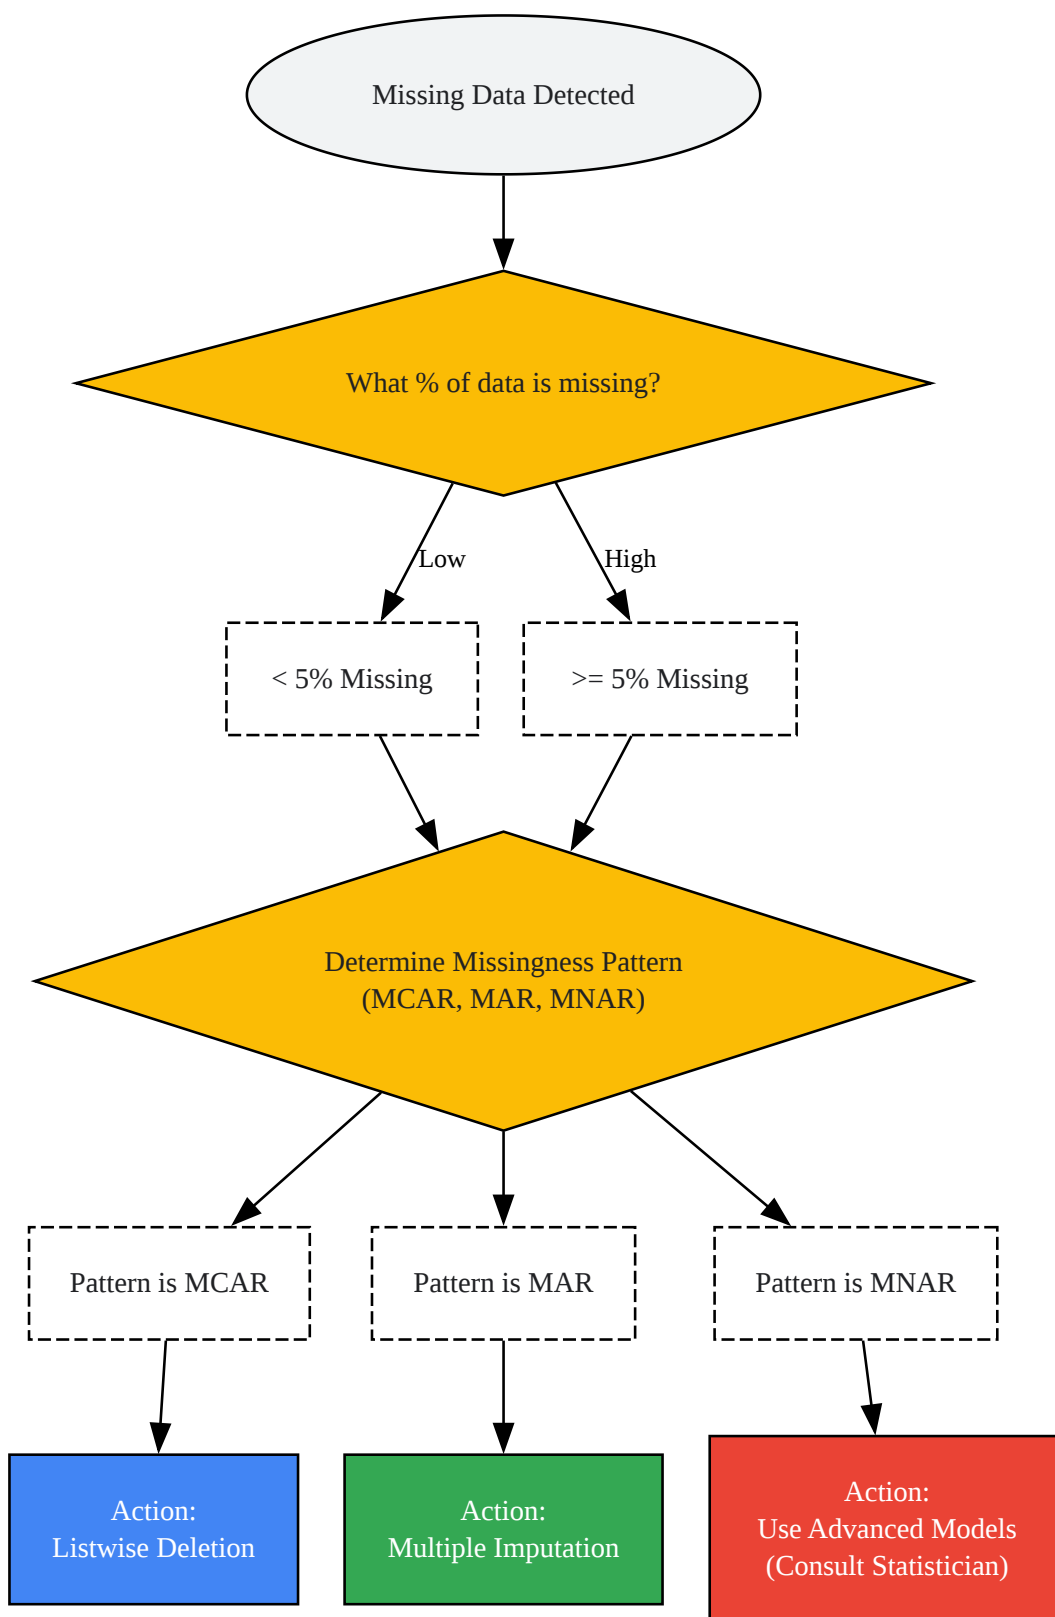 Missing Data Detected
What % of data is missing?
Low
High
< 5% Missing
>= 5% Missing
Determine Missingness Pattern
(MCAR, MAR, MNAR)
Pattern is MCAR
Pattern is MAR
Pattern is MNAR
Action:
Listwise Deletion
Action:
Multiple Imputation
Action:
Use Advanced Models
(Consult Statistician)